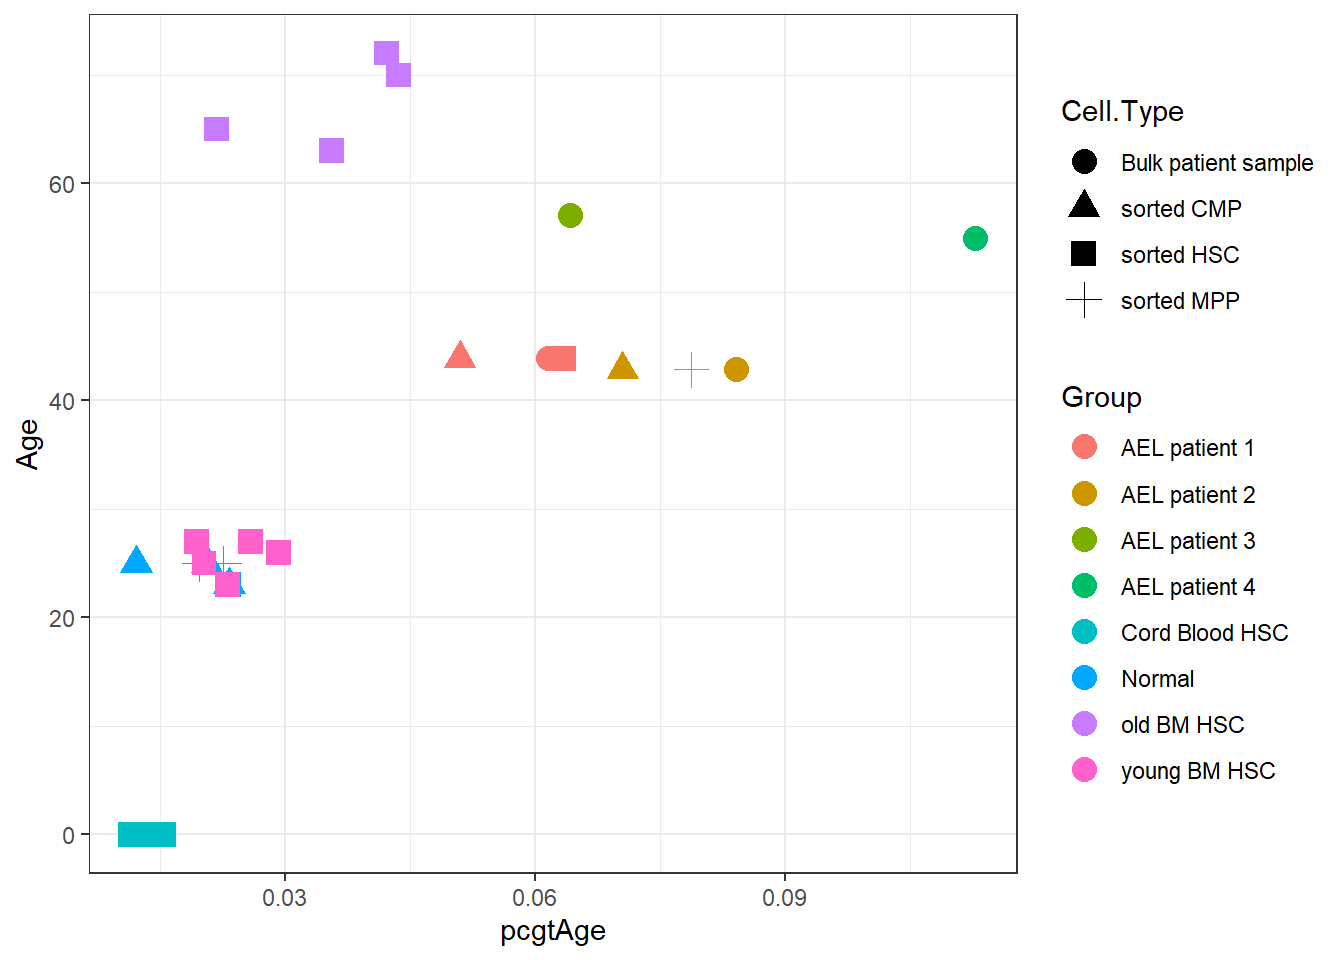 60
40
20
0
Age
0.03
0.06
0.09
pcgtAge
Cell.Type
Bulk patient sample
sorted CMP
sorted HSC
sorted MPP
Group
AEL patient 1
AEL patient 2
AEL patient 3
AEL patient 4
Cord Blood HSC
Normal
old BM HSC
young BM HSC